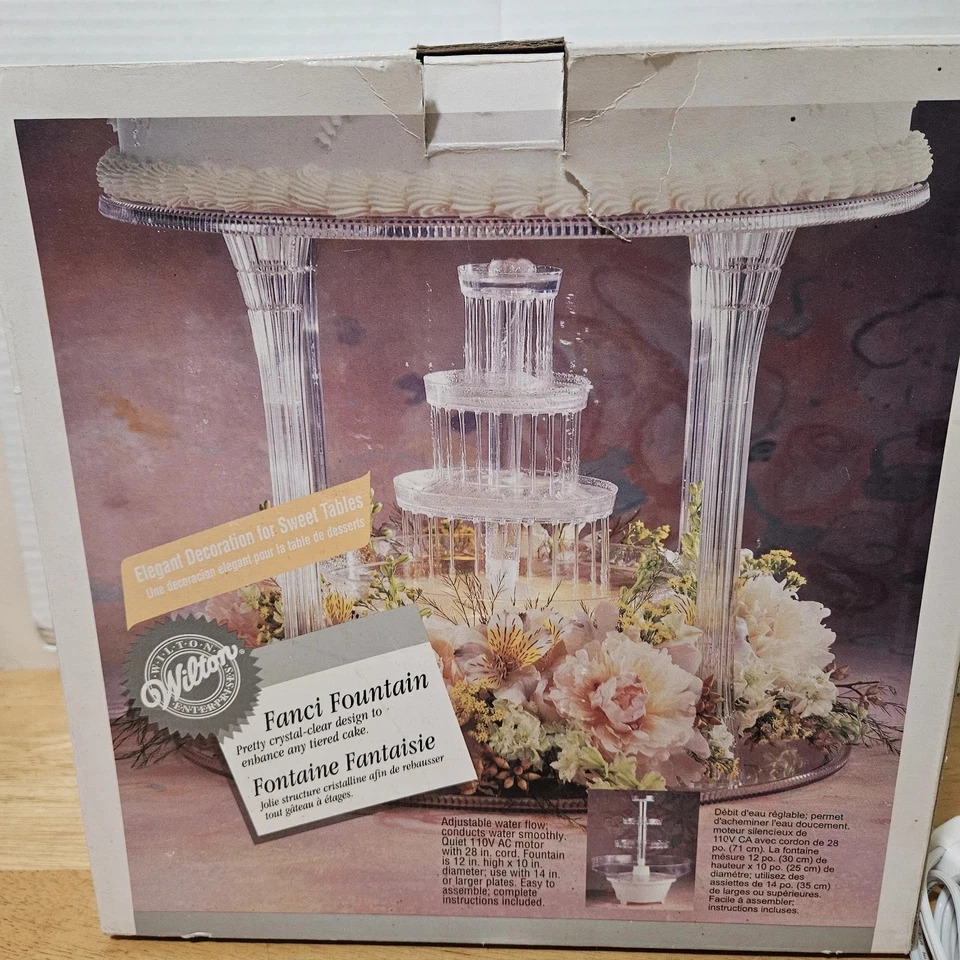 Elegant Decoration for Sweet Tables
Une decoracion elegant pour la table de desserts
WILTON
Wilton®
ENTERPRISES
Fanci Fountain
Pretty crystal-clear design to
enhance any tiered cake.
Fontaine Fantaisie
Jolie structure cristalline afin de rehausser
tout gâteau à étages.
Adjustable water flow;
conducts water smoothly.
Quiet 110V AC motor
with 28 in. cord. Fountain
is 12 in. high x 10 in.
diameter; use with 14 in.
or larger plates. Easy to
assemble; complete
instructions included.
Débit d'eau réglable; permet
d'acheminer l'eau doucement.
moteur silencieux de
110V CA avec cordon de 28
po. (71 cm). La fontaine
mésure 12 po. (30 cm) de
hauteur x 10 po. (25 cm) de
diamétre; utilisez des
assiettes de 14 po. (35 cm)
de larges ou supérieures.
Facile à assembler;
instructions incluses.